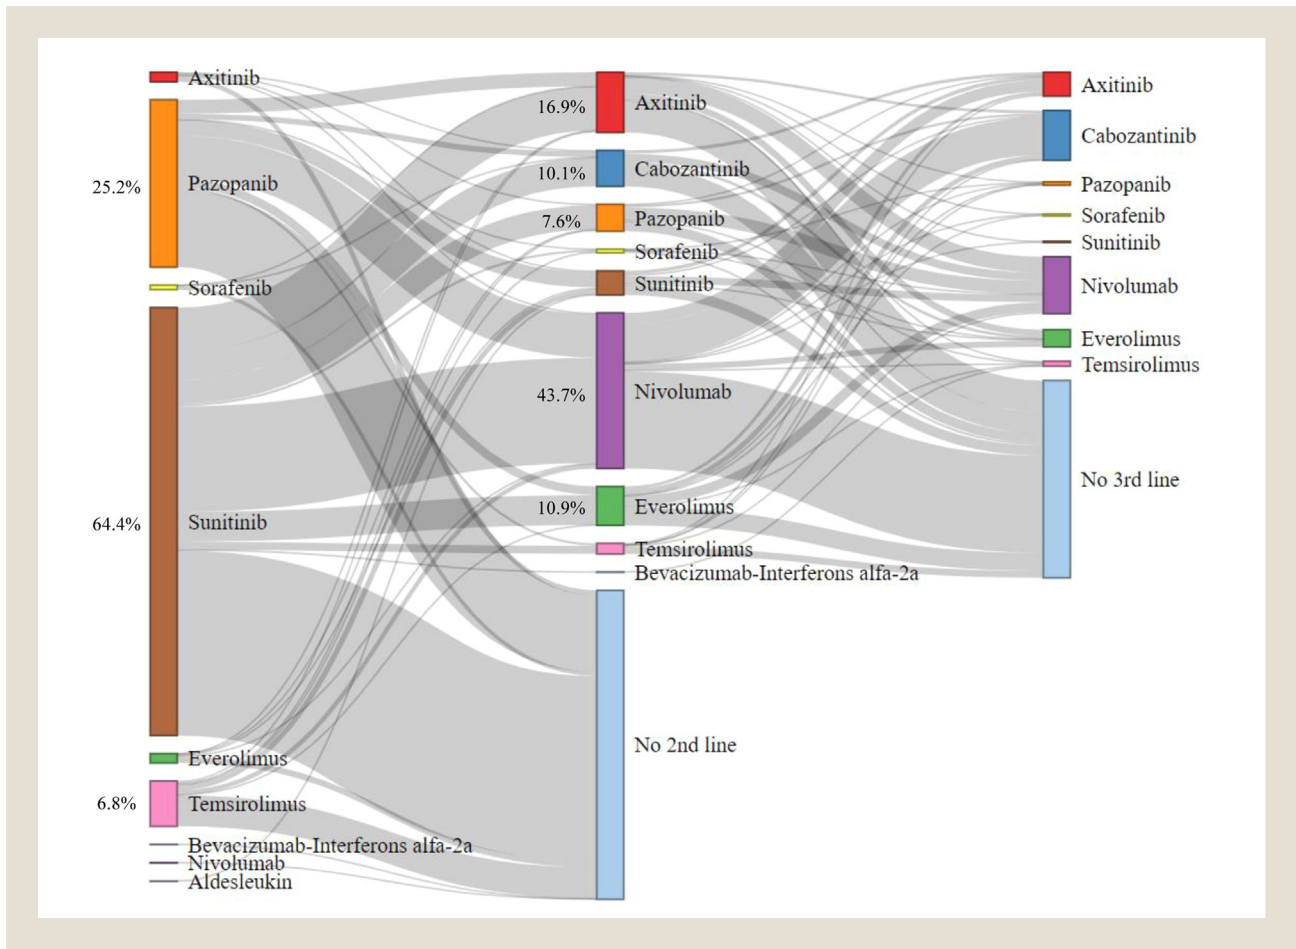 Axitinib
25.2%
Pazopanib
Sorafenib
64.4%
Sunitinib
Everolimus
6.8%
Temsirolimus
Bevacizumab-Interferons alfa-2a
Nivolumab
Aldesleukin
16.9%
Axitinib
10.1%
Cabozantinib
7.6%
Pazopanib
Sorafenib
Sunitinib
43.7%
Nivolumab
10.9%
Everolimus
Temsirolimus
Bevacizumab-Interferons alfa-2a
No 2nd line
Axitinib
Cabozantinib
Pazopanib
Sorafenib
Sunitinib
Nivolumab
Everolimus
Temsirolimus
No 3rd line